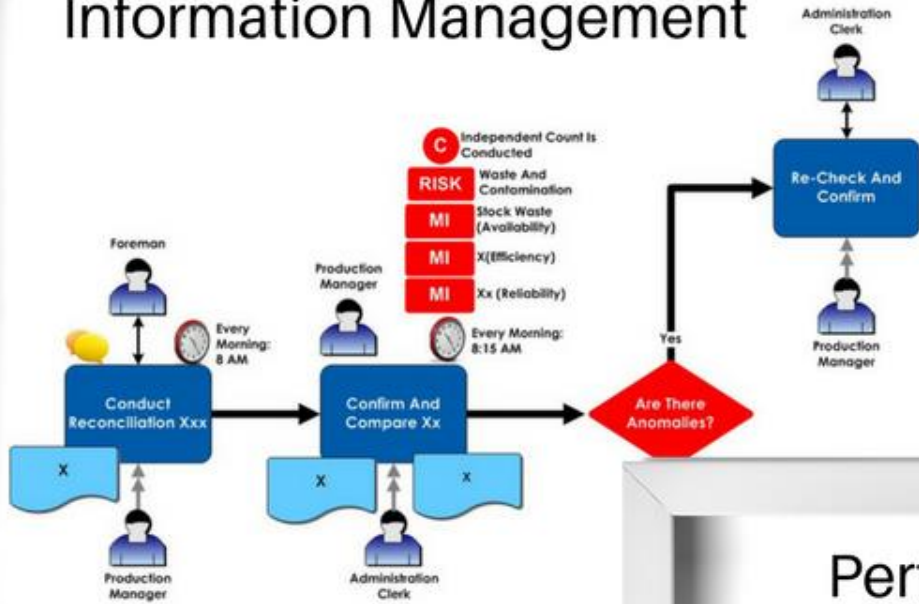 Information Management
Administration
Clerk
C
Independent Count Is
Conducted
RISK
Waste And
Contamination
MI
Stock Waste
(Availability)
MI
X(Efficiency)
MI
Xx (Reliability)
Re-Check And
Confirm
Foreman
Production
Manager
Every
Morning:
8 AM
Every Morning:
8:15 AM
Yes
Production
Manager
Conduct
Reconciliation Xxx
Confirm And
Compare Xx
Are There
Anomalies?
X
X
X
Production
Manager
Administration
Clerk